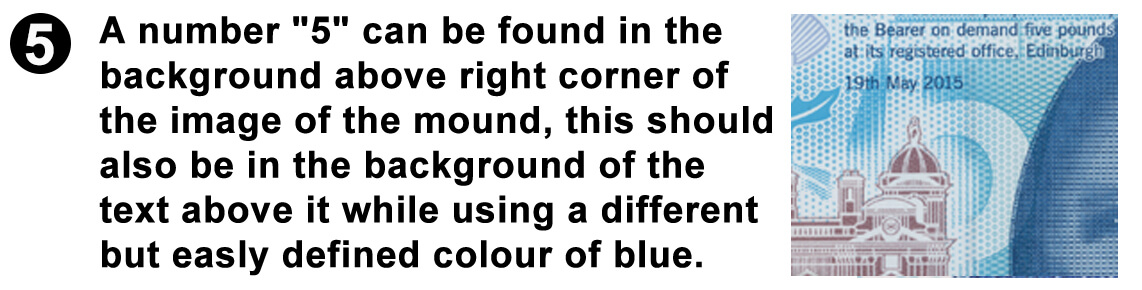 5
A number "5" can be found in the
background above right corner of
the image of the mound, this should
also be in the background of the
text above it while using a different
but easly defined colour of blue.
the Bearer on demand five pounds
at its registered office, Edinburgh
19th May 2015